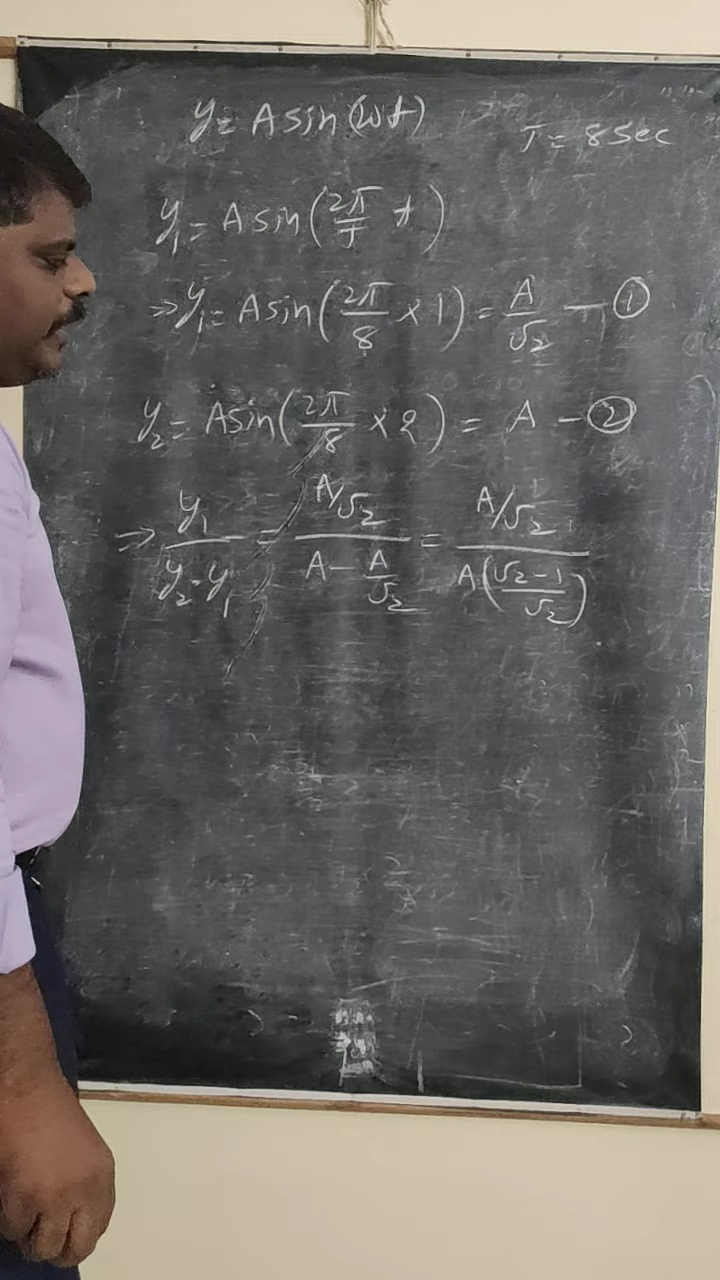 y = A sin(ωt)
T = 8 sec
y₁ = A sin(2π/T t)
⇒ y₁ = A sin(2π/8 × 1) = A/√2 — ①
y₂ = A sin(2π/8 × 2) = A — ②
⇒ y₁/(y₂-y₁) = (A/√2)/(A - A/√2) = (A/√2)/(A((√2-1)/√2))